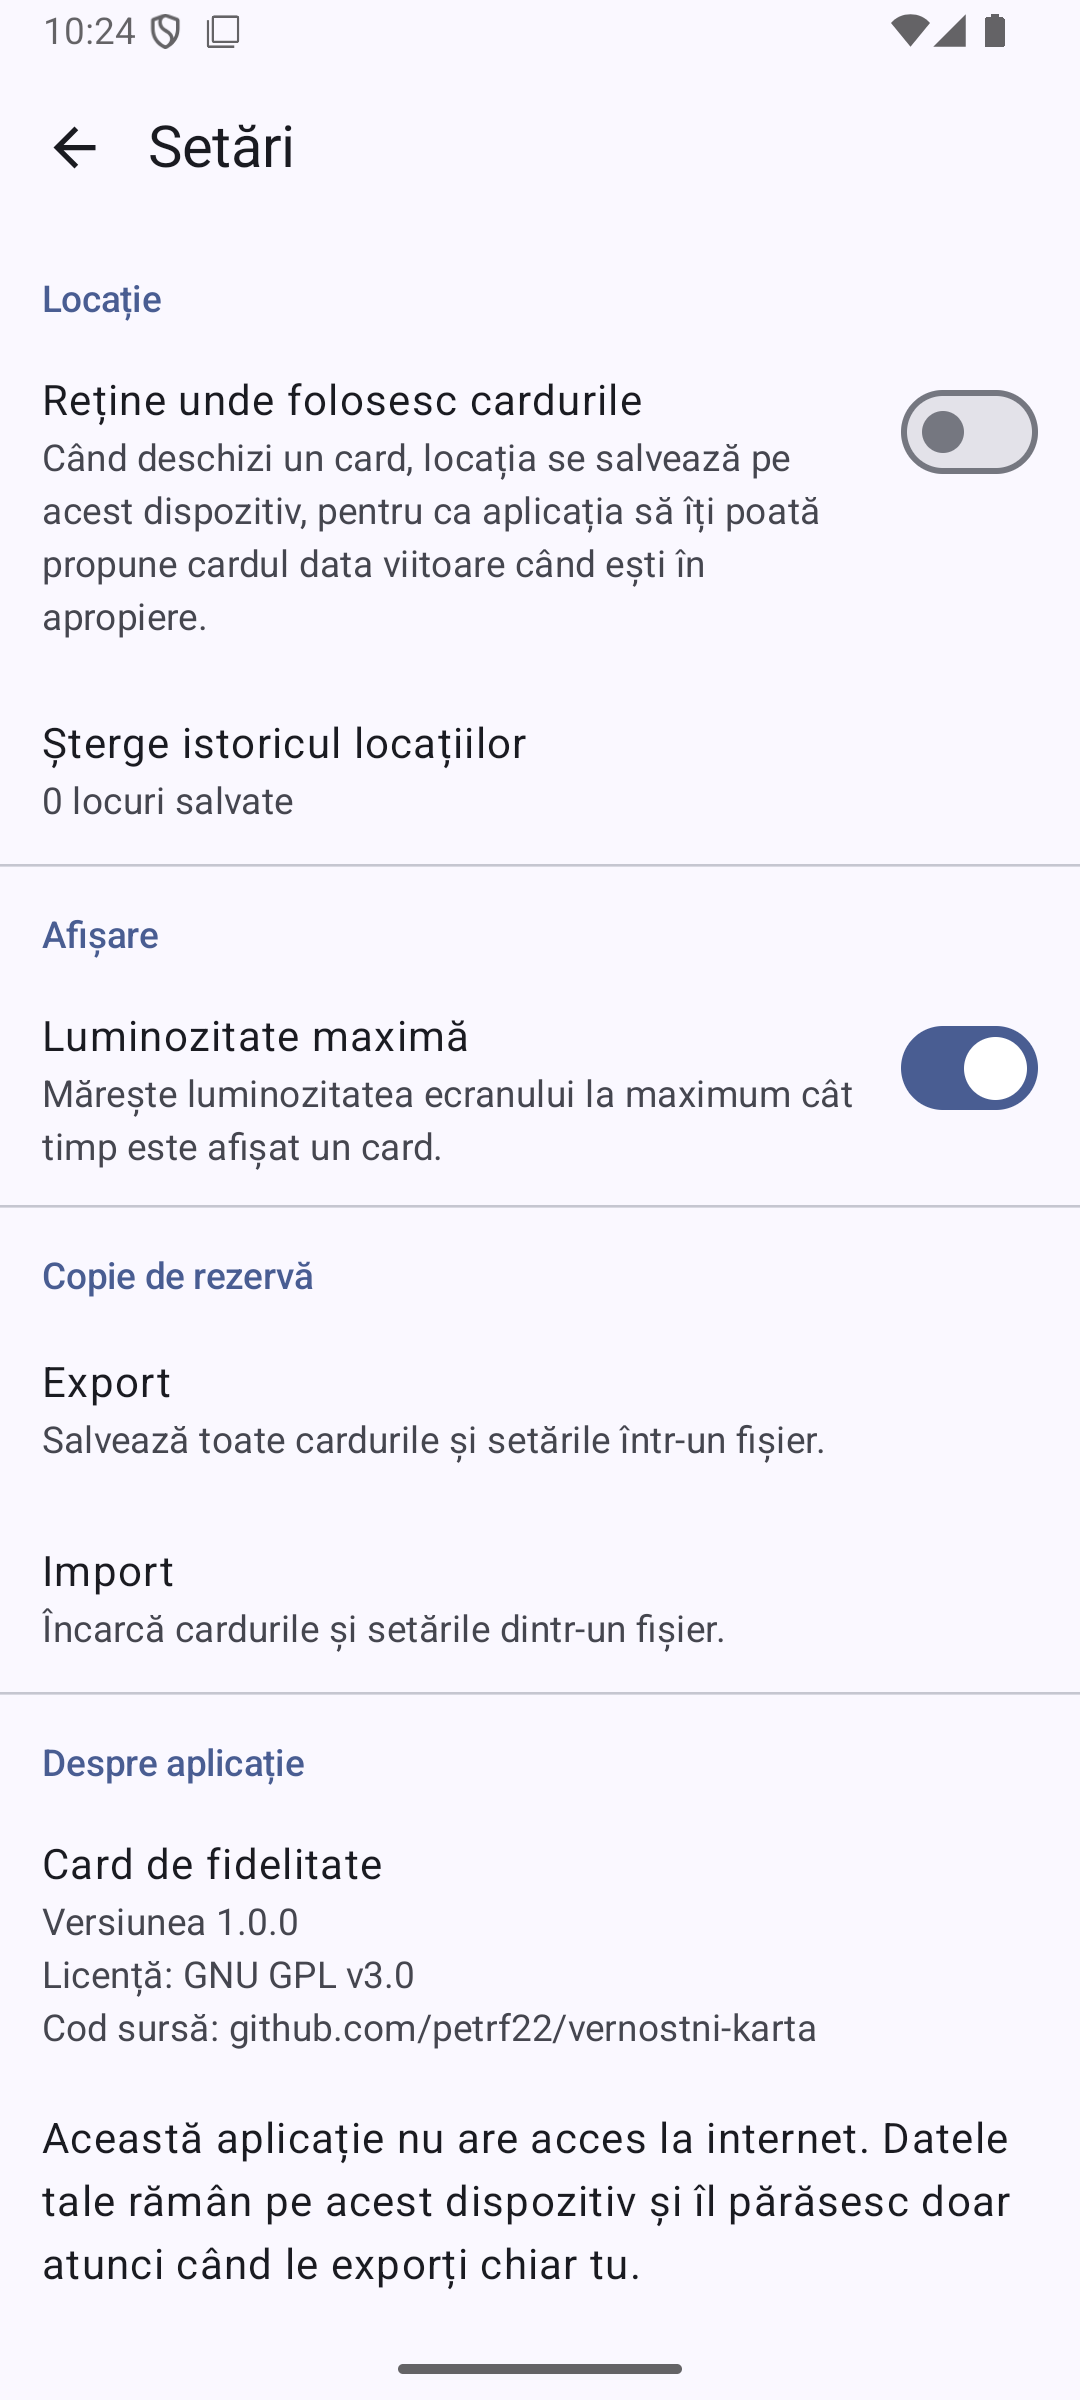 10:24
Setări
Locație
Reține unde folosesc cardurile
Când deschizi un card, locația se salvează pe
acest dispozitiv, pentru ca aplicația să îți poată
propune cardul data viitoare când ești în
apropiere.
Șterge istoricul locațiilor
0 locuri salvate
Afișare
Luminozitate maximă
Mărește luminozitatea ecranului la maximum cât
timp este afișat un card.
Copie de rezervă
Export
Salvează toate cardurile și setările într-un fișier.
Import
Încarcă cardurile și setările dintr-un fișier.
Despre aplicație
Card de fidelitate
Versiunea 1.0.0
Licență: GNU GPL v3.0
Cod sursă: github.com/petrf22/vernostni-karta
Această aplicație nu are acces la internet. Datele
tale rămân pe acest dispozitiv și îl părăsesc doar
atunci când le exporți chiar tu.